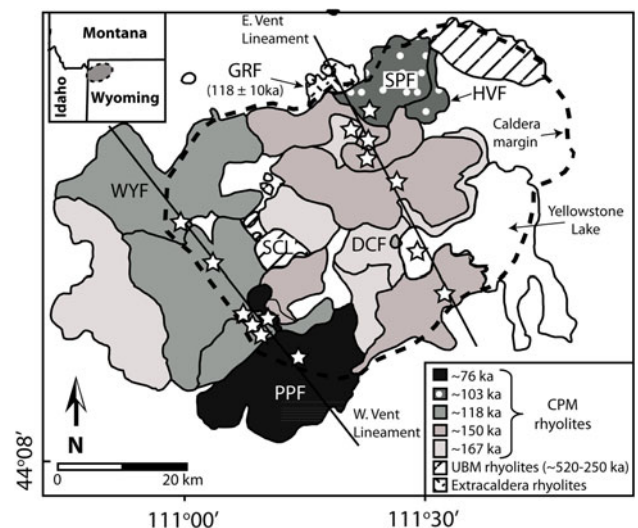 Montana
Idaho
Wyoming
E. Vent
Lineament
GRF
(118 ± 10ka)
SPF
HVF
Caldera
margin
WYF
SCL
DCF
Yellowstone
Lake
PPF
W. Vent
Lineament
N
0
20 km
~76 ka
~103 ka
~118 ka
~150 ka
~167 ka
CPM
rhyolites
UBM rhyolites (~520-250 ka)
Extracaldera rhyolites
44°08'
111°00'
111°30'